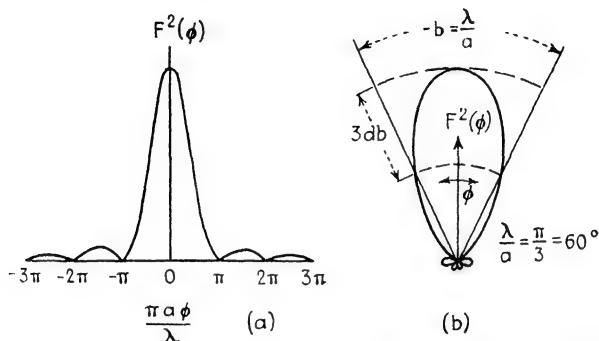 F²(φ)
-3π -2π -π 0 π 2π 3π
πaφ/λ
(a)
b = λ/a
3db
F²(φ)
φ
λ/a = π/3 = 60°
(b)